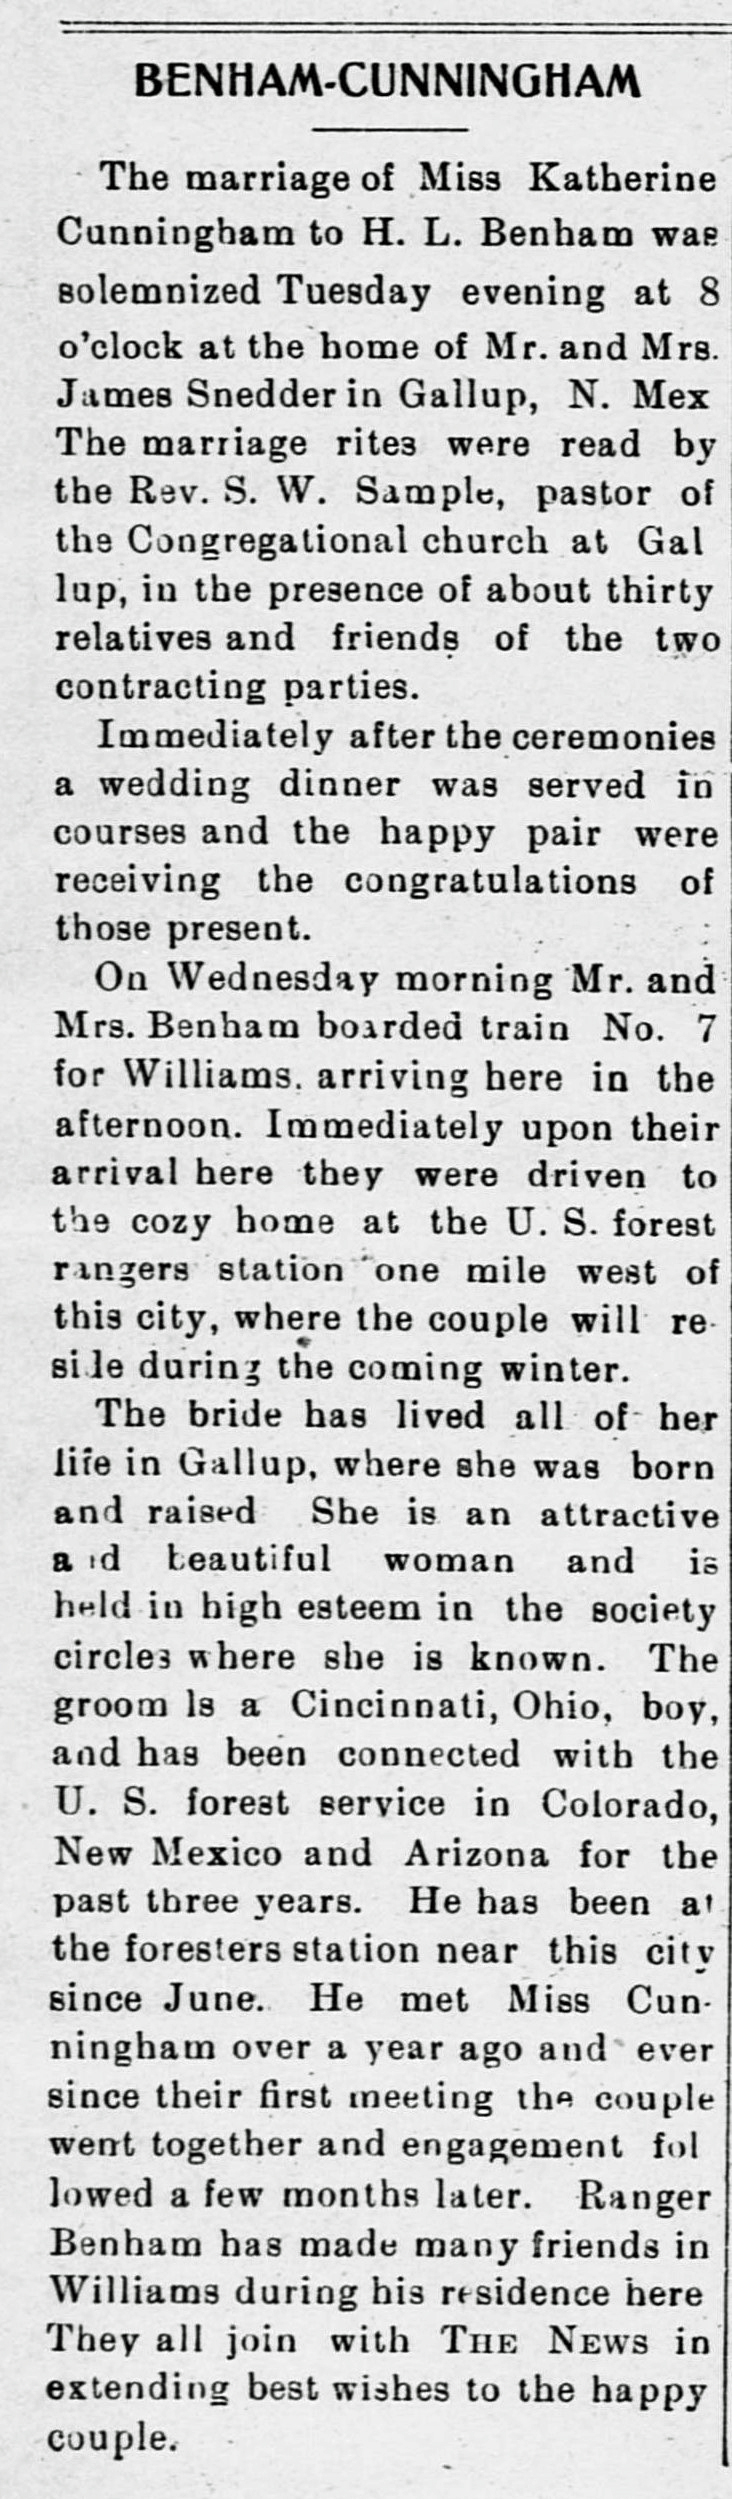 BENHAM-CUNNINGHAM
The marriage of Miss Katherine
Cunningham to H. L. Benham was
solemnized Tuesday evening at 8
o'clock at the home of Mr. and Mrs.
James Snedder in Gallup, N. Mex
The marriage rites were read by
the Rev. S. W. Sample, pastor of
the Congregational church at Gal
lup, in the presence of about thirty
relatives and friends of the two
contracting parties.
Immediately after the ceremonies
a wedding dinner was served in
courses and the happy pair were
receiving the congratulations of
those present.
On Wednesday morning Mr. and
Mrs. Benham boarded train No. 7
for Williams. arriving here in the
afternoon. Immediately upon their
arrival here they were driven to
the cozy home at the U. S. forest
rangers station one mile west of
this city, where the couple will re-
side during the coming winter.
The bride has lived all of her
life in Gallup, where she was born
and raised She is an attractive
and beautiful woman and is
held in high esteem in the society
circles where she is known. The
groom is a Cincinnati, Ohio, boy,
and has been connected with the
U. S. forest service in Colorado,
New Mexico and Arizona for the
past three years. He has been at
the foresters station near this city
since June. He met Miss Cun-
ningham over a year ago and ever
since their first meeting the couple
went together and engagement fol
lowed a few months later. Ranger
Benham has made many friends in
Williams during his residence here
They all join with THE NEWS in
extending best wishes to the happy
couple.